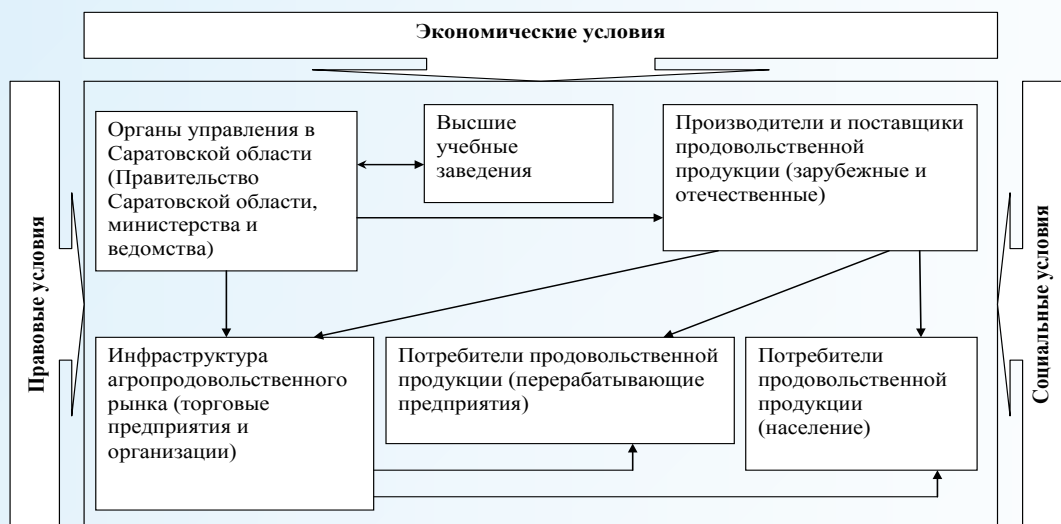 Экономические условия
Правовые условия
Органы управления в
Саратовской области
(Правительство
Саратовской области,
министерства и
ведомства)
Высшие
учебные
заведения
Производители и поставщики
продовольственной
продукции (зарубежные и
отечественные)
Социальные условия
Инфраструктура
агропродовольственного
рынка (торговые
предприятия и
организации)
Потребители продовольственной
продукции (перерабатывающие
предприятия)
Потребители
продовольственной
продукции
(население)